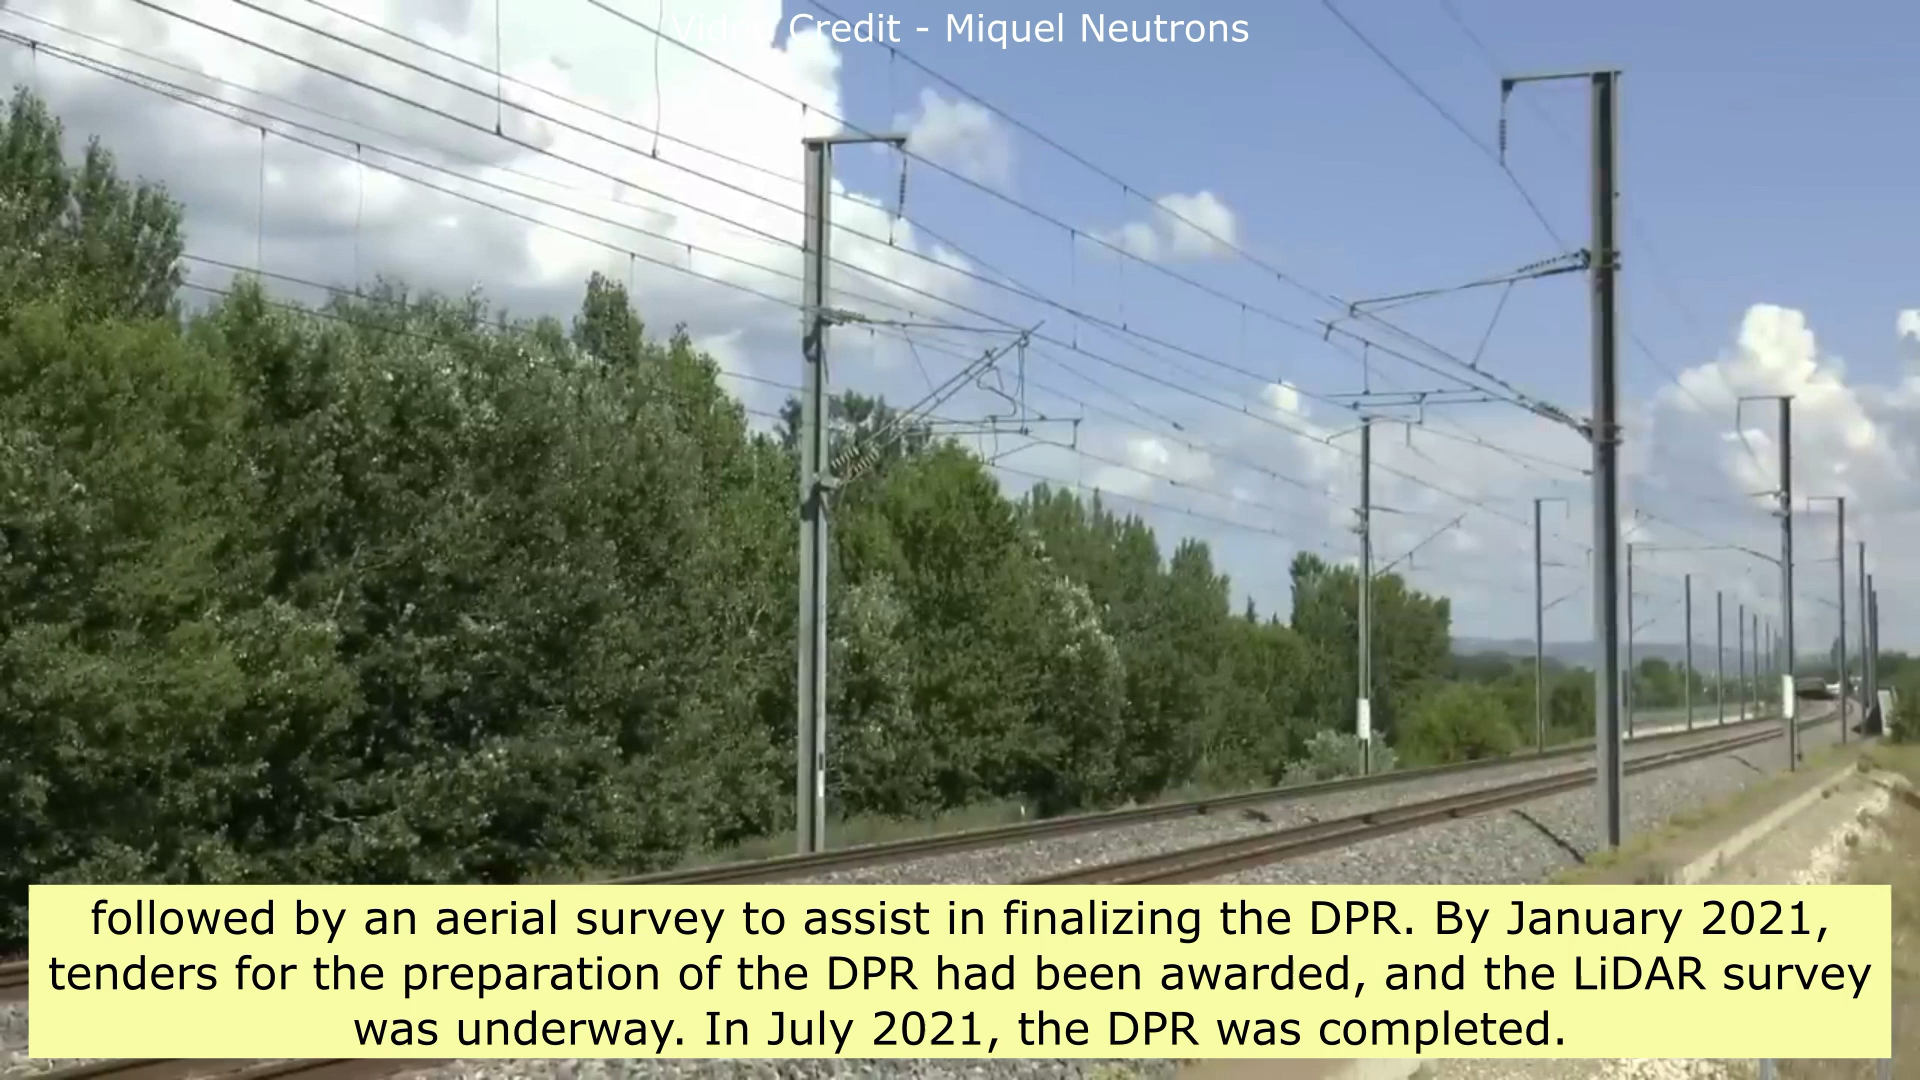 Video Credit - Miquel Neutrons
followed by an aerial survey to assist in finalizing the DPR. By January 2021,
tenders for the preparation of the DPR had been awarded, and the LiDAR survey
was underway. In July 2021, the DPR was completed.